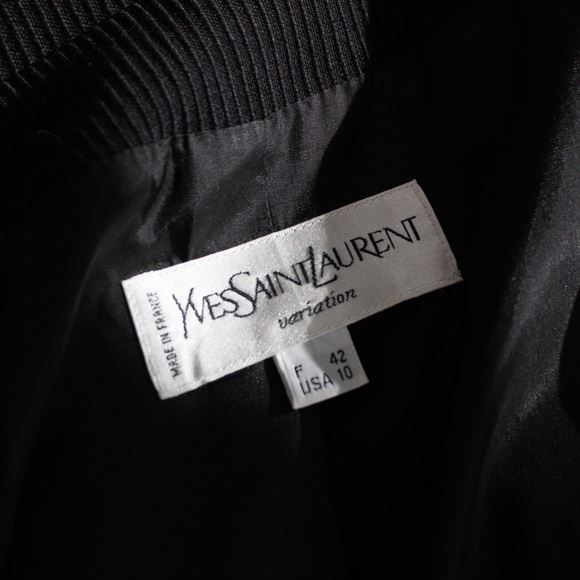 MADE IN FRANCE
YVESSAINTLAURENT
variation
F 42
USA 10